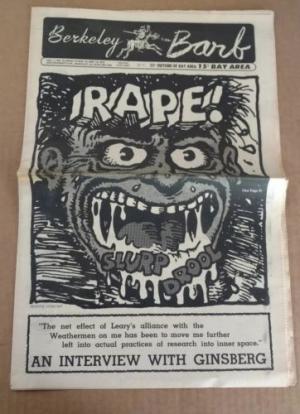 Berkeley Barb
15¢ BAY AREA
RAPE!
SLURP
DROOL
"The net effect of Leary's alliance with the
Weathermen on me has been to move me further
left into actual practices of research into inner space."
AN INTERVIEW WITH GINSBERG